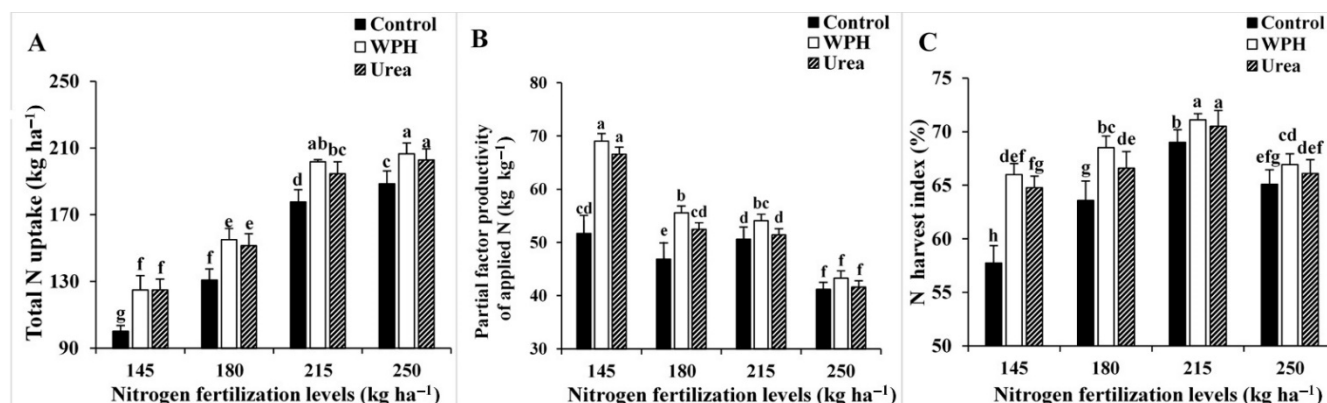 A
Control
WPH
Urea
Total N uptake (kg ha⁻¹)
250
210
170
130
90
g
f
f
f
e
e
d
ab
bc
c
a
a
145 180 215 250
Nitrogen fertilization levels (kg ha⁻¹)
B
Control
WPH
Urea
Partial factor productivity
of applied N (kg kg⁻¹)
80
70
60
50
40
30
cd
a
a
e
b
cd
d
bc
d
f
f
f
145 180 215 250
Nitrogen fertilization levels (kg ha⁻¹)
C
Control
WPH
Urea
N harvest index (%)
75
70
65
60
55
50
h
def
fg
g
bc
de
b
a
a
efg
cd
def
145 180 215 250
Nitrogen fertilization levels (kg ha⁻¹)